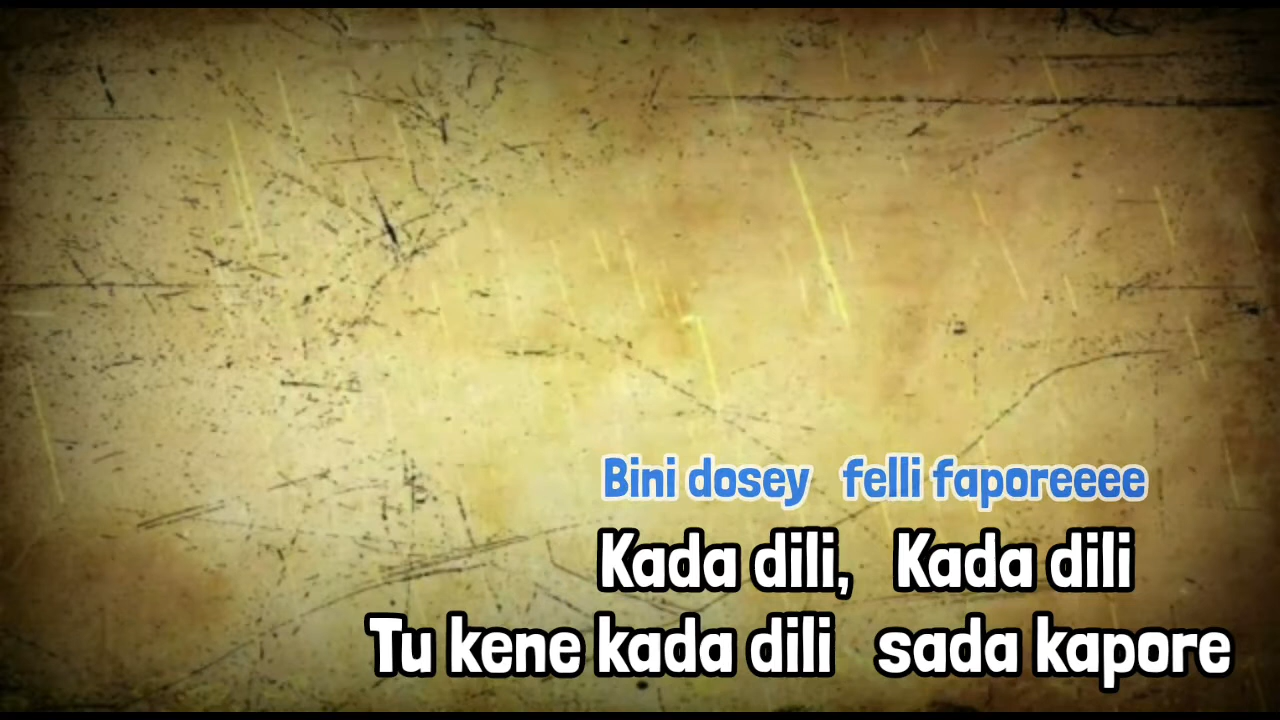 Bini dosey felli faporeeee
Kada dili, Kada dili
Tu kene kada dili sada kapore